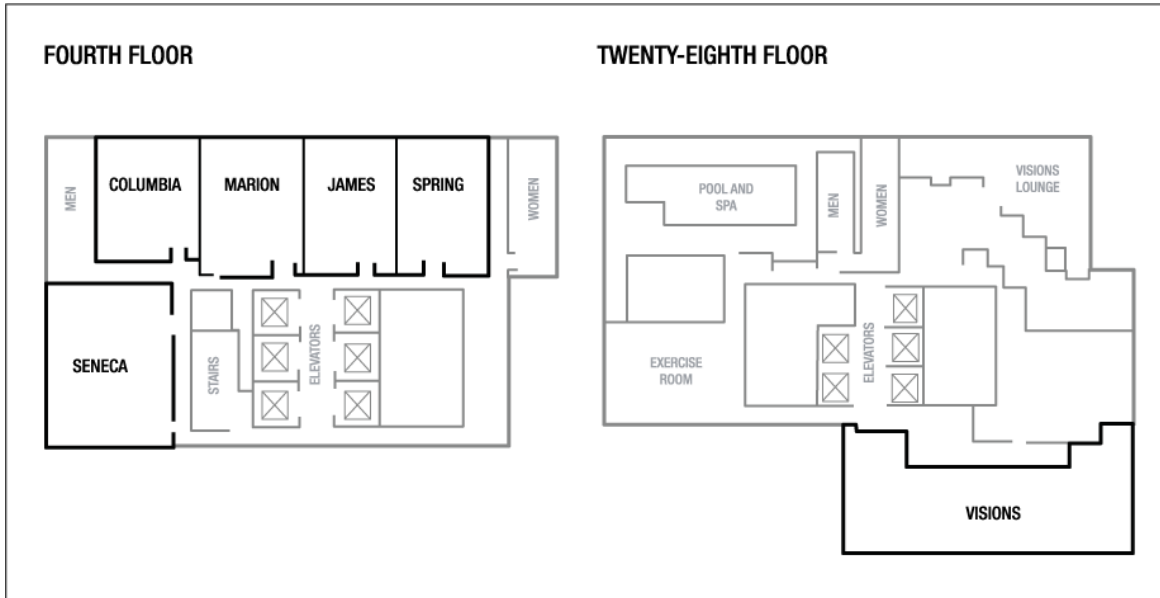 FOURTH FLOOR
MEN
COLUMBIA
MARION
JAMES
SPRING
WOMEN
SENECA
STAIRS
ELEVATORS
TWENTY-EIGHTH FLOOR
POOL AND
SPA
MEN
WOMEN
VISIONS
LOUNGE
EXERCISE
ROOM
ELEVATORS
VISIONS